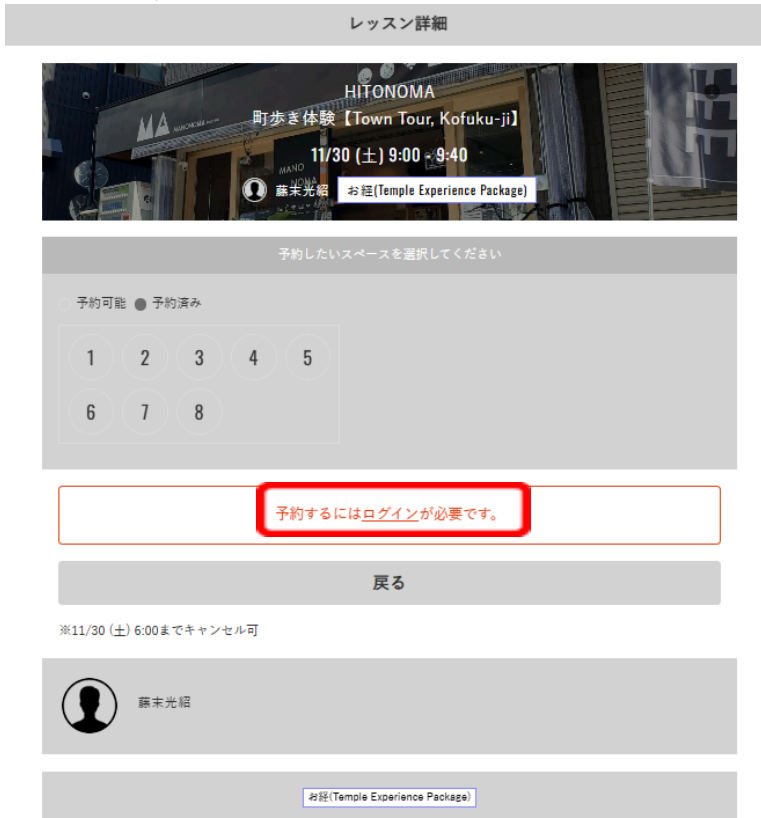 レッスン詳細
HITONOMA
町歩き体験【Town Tour, Kofuku-ji】
11/30 (土) 9:00 - 9:40
藤末光紹 お経(Temple Experience Package)
MANO
予約したいスペースを選択してください
予約可能 予約済み
1 2 3 4 5
6 7 8
予約するにはログインが必要です。
戻る
※11/30 (土) 6:00までキャンセル可
藤末光紹
お経(Temple Experience Package)